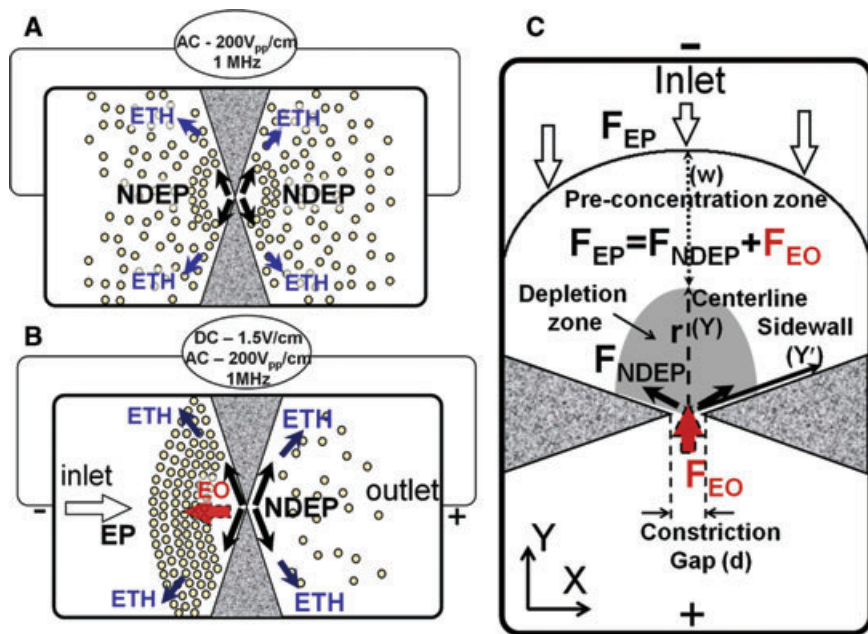 A
AC - 200Vpp/cm
1 MHz
ETH
ETH
NDEP
NDEP
ETH
ETH
B
DC – 1.5V/cm
AC – 200Vpp/cm
1MHz
ETH
ETH
inlet
EO
NDEP
outlet
-
EP
+
ETH
ETH
C
-
Inlet
FEP
(w)
Pre-concentration zone
FEP=FNDEP+FEO
Depletion
zone
Centerline
(Y)
r
Sidewall
(Y')
FNDEP
FEO
Constriction
Gap (d)
Y
X
+